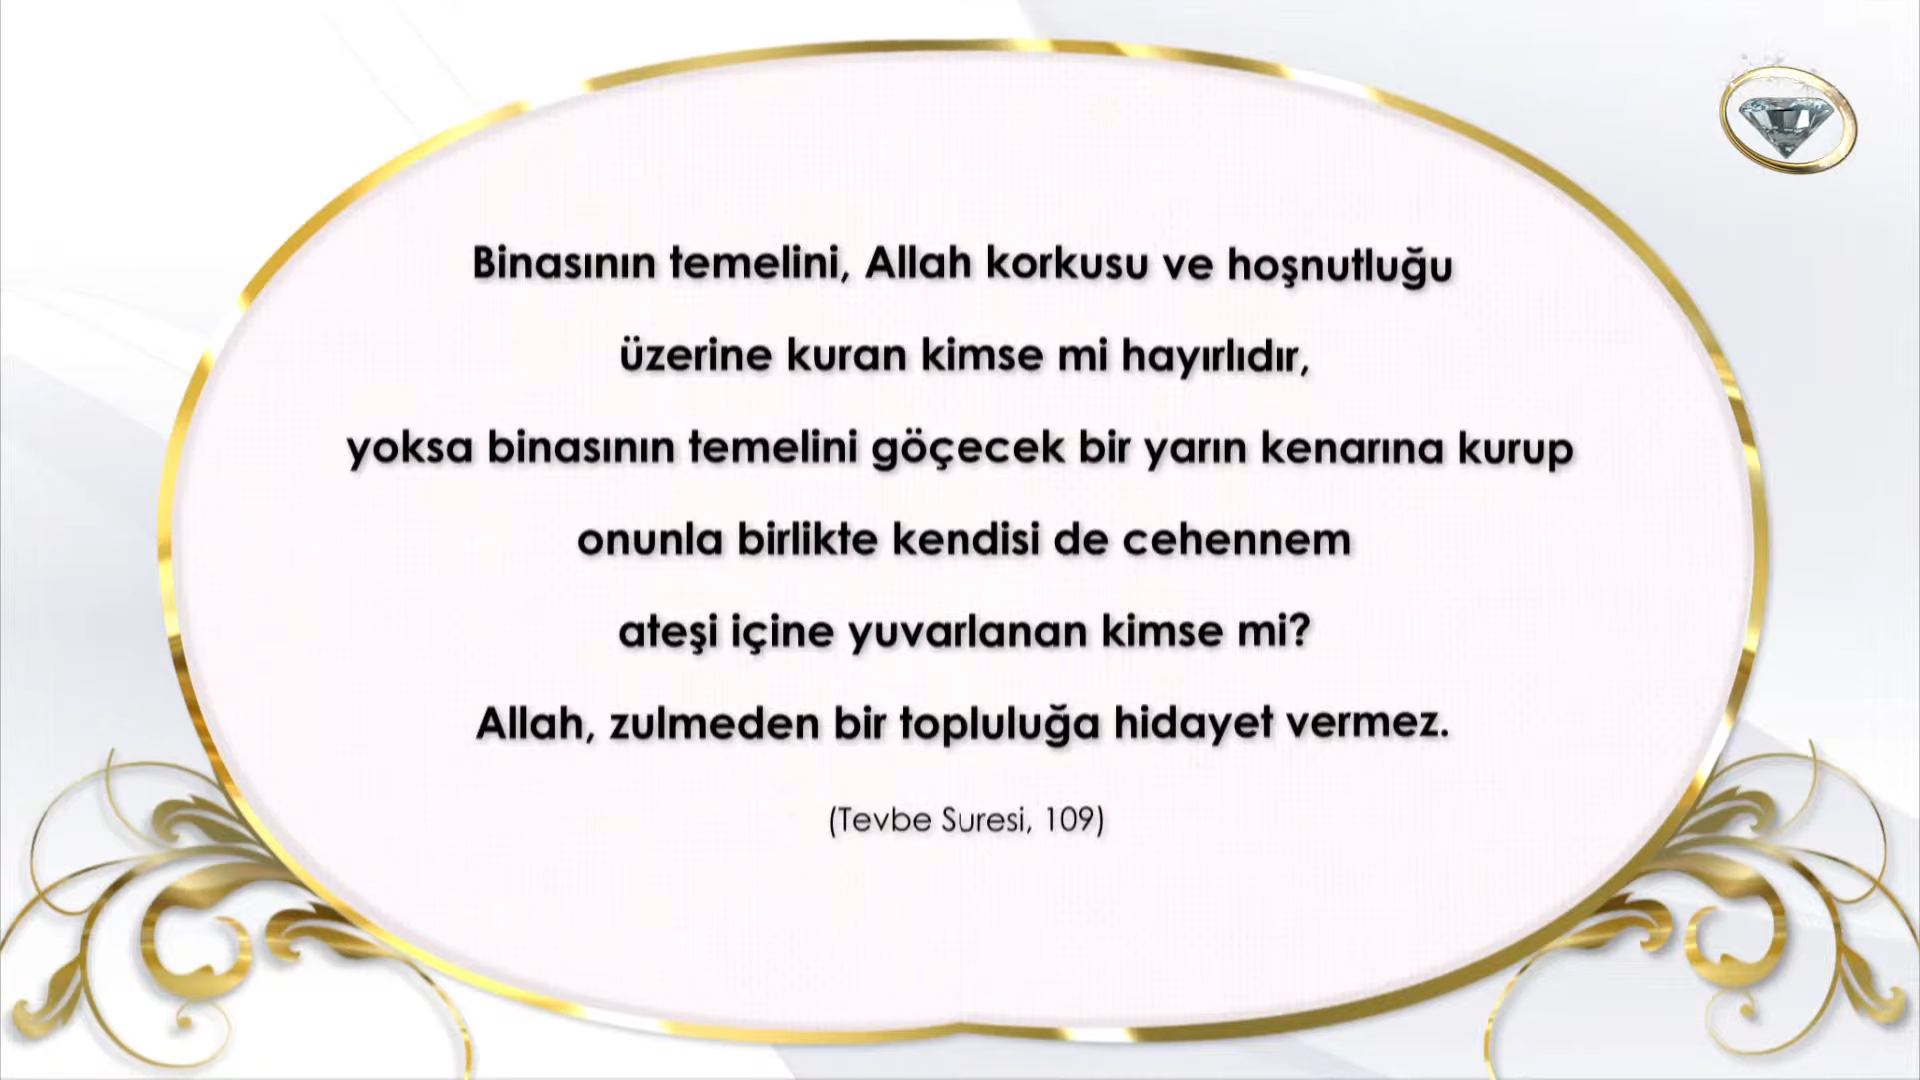 Binasının temelini, Allah korkusu ve hoşnutluğu
üzerine kuran kimse mi hayırlıdır,
yoksa binasının temelini göçecek bir yarın kenarına kurup
onunla birlikte kendisi de cehennem
ateşi içine yuvarlanan kimse mi?
Allah, zulmeden bir topluluğa hidayet vermez.
(Tevbe Suresi, 109)